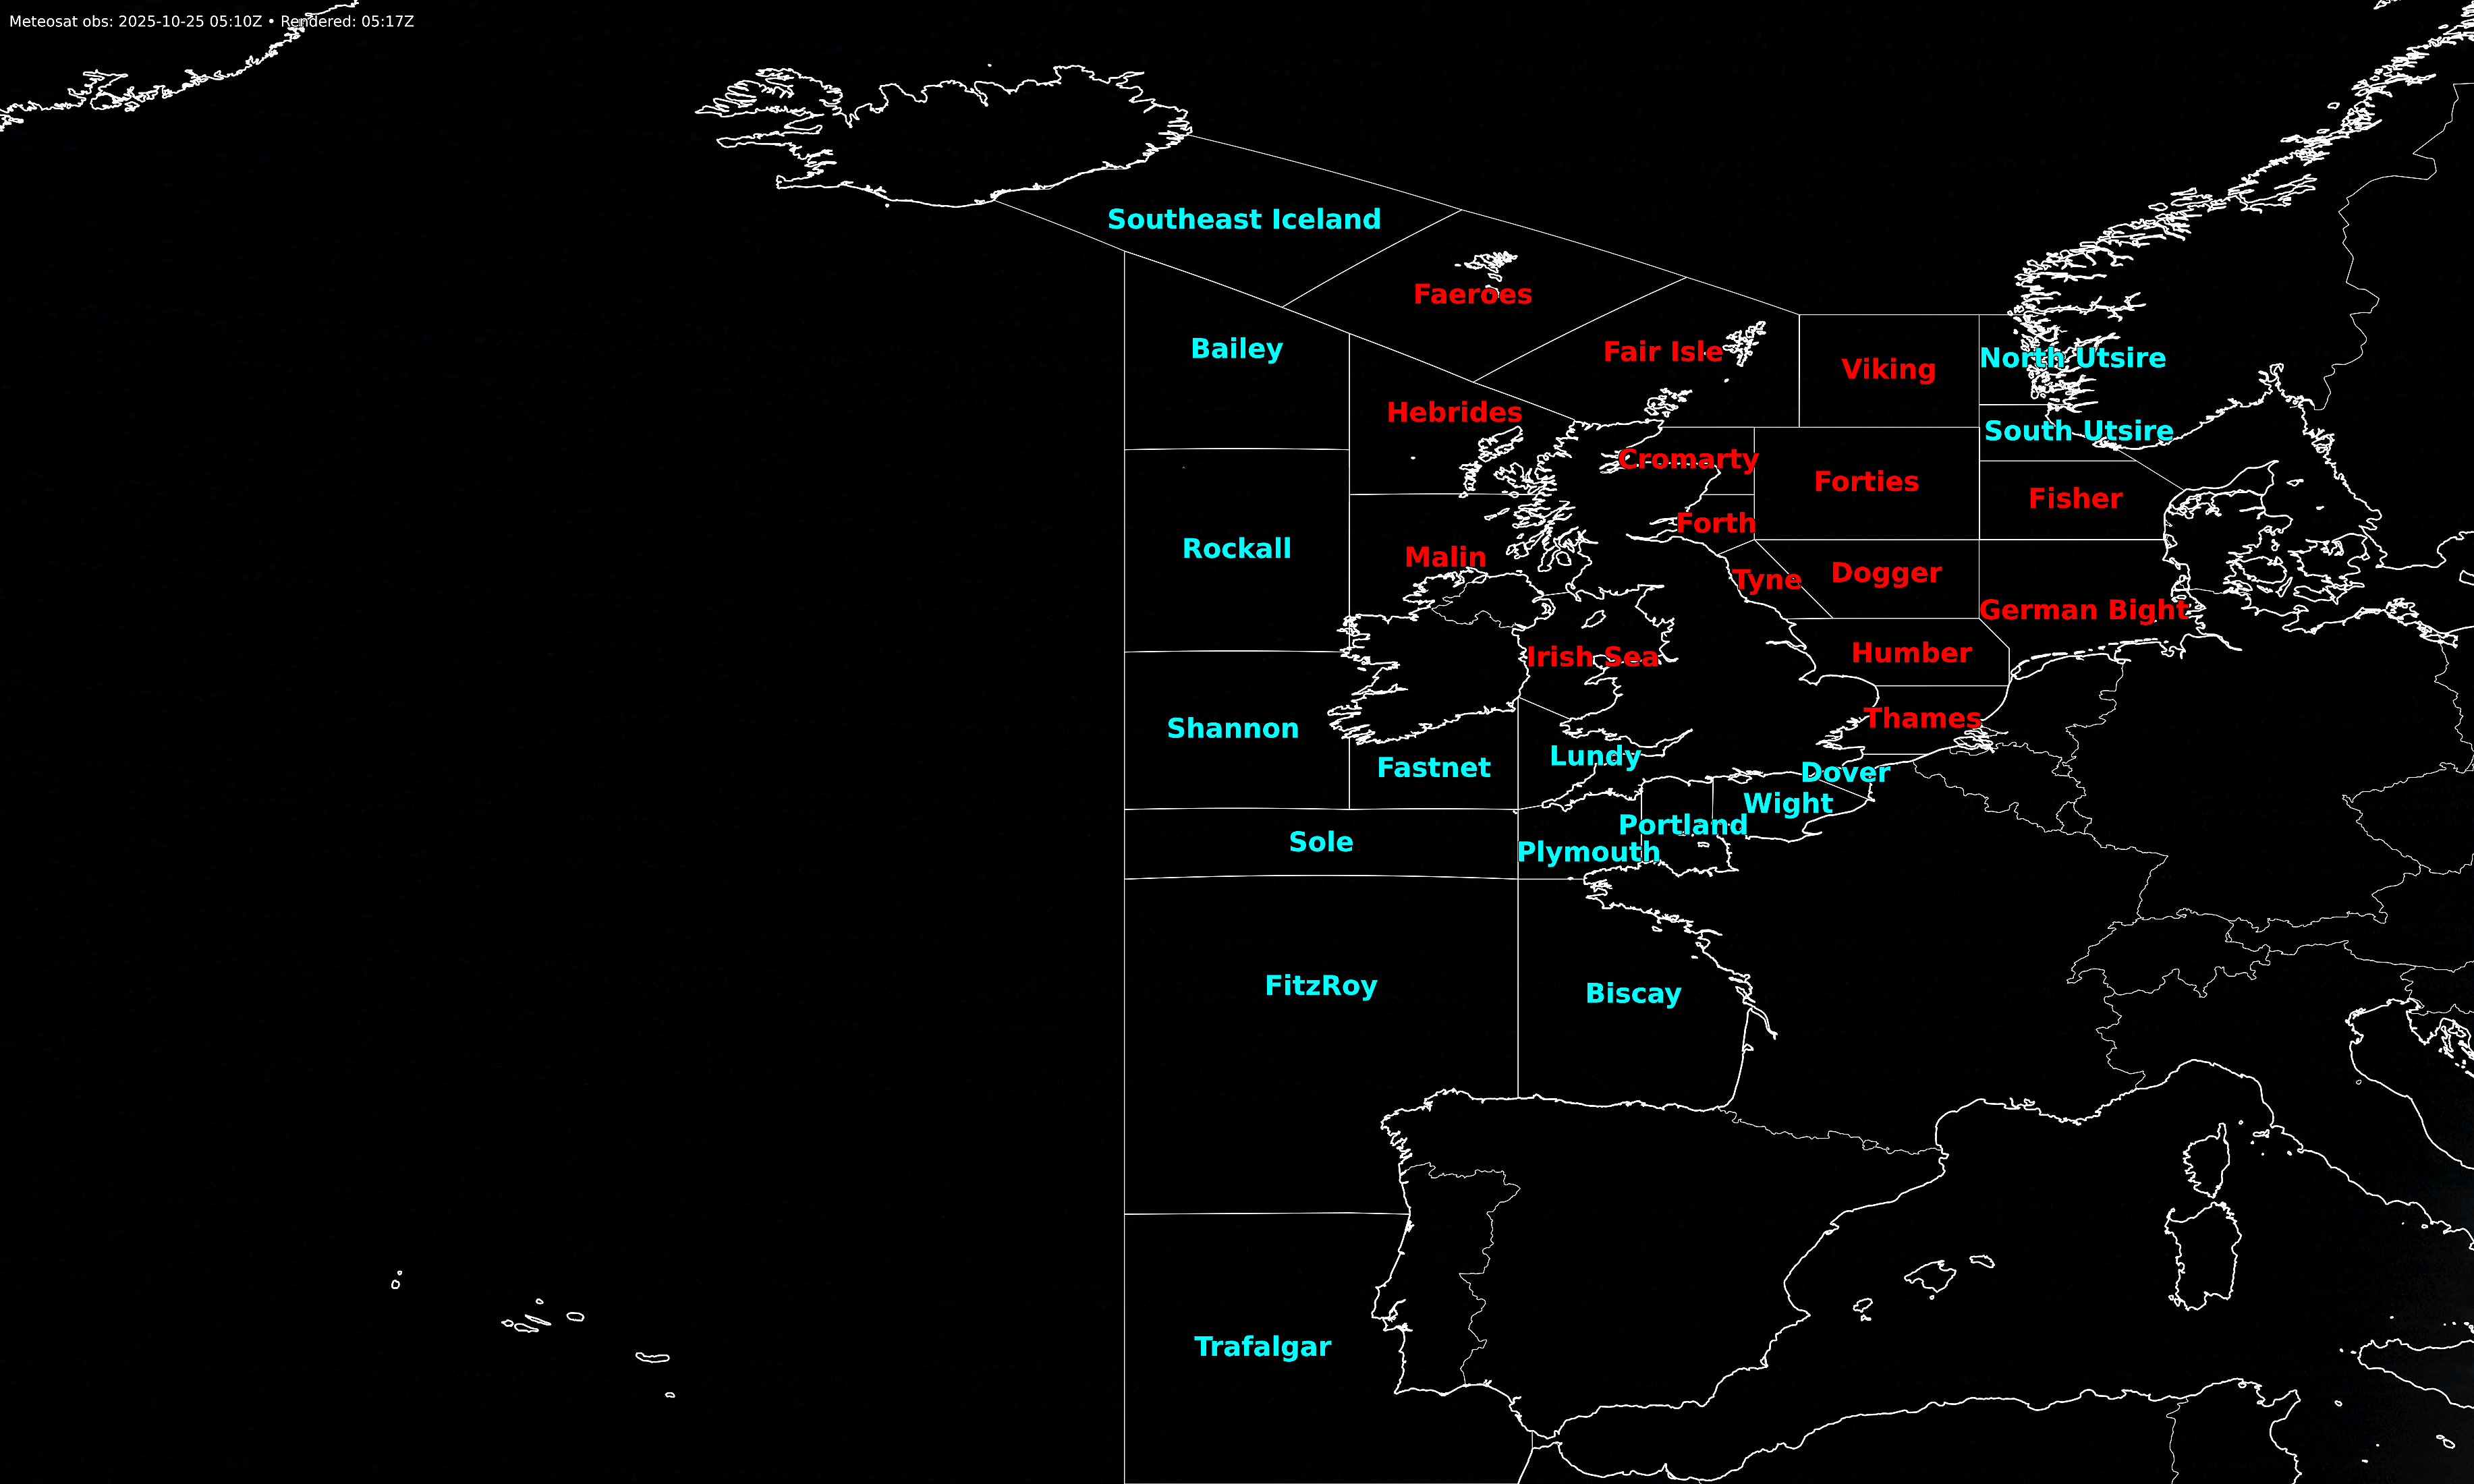 Meteosat obs: 2025-10-25 05:10Z • Rendered: 05:17Z
Southeast Iceland
Faeroes
Bailey
Fair Isle
Viking
North Utsire
Hebrides
South Utsire
Cromarty
Forties
Fisher
Forth
Rockall
Malin
Tyne
Dogger
German Bight
Irish Sea
Humber
Thames
Shannon
Fastnet
Lundy
Dover
Wight
Portland
Sole
Plymouth
FitzRoy
Biscay
Trafalgar